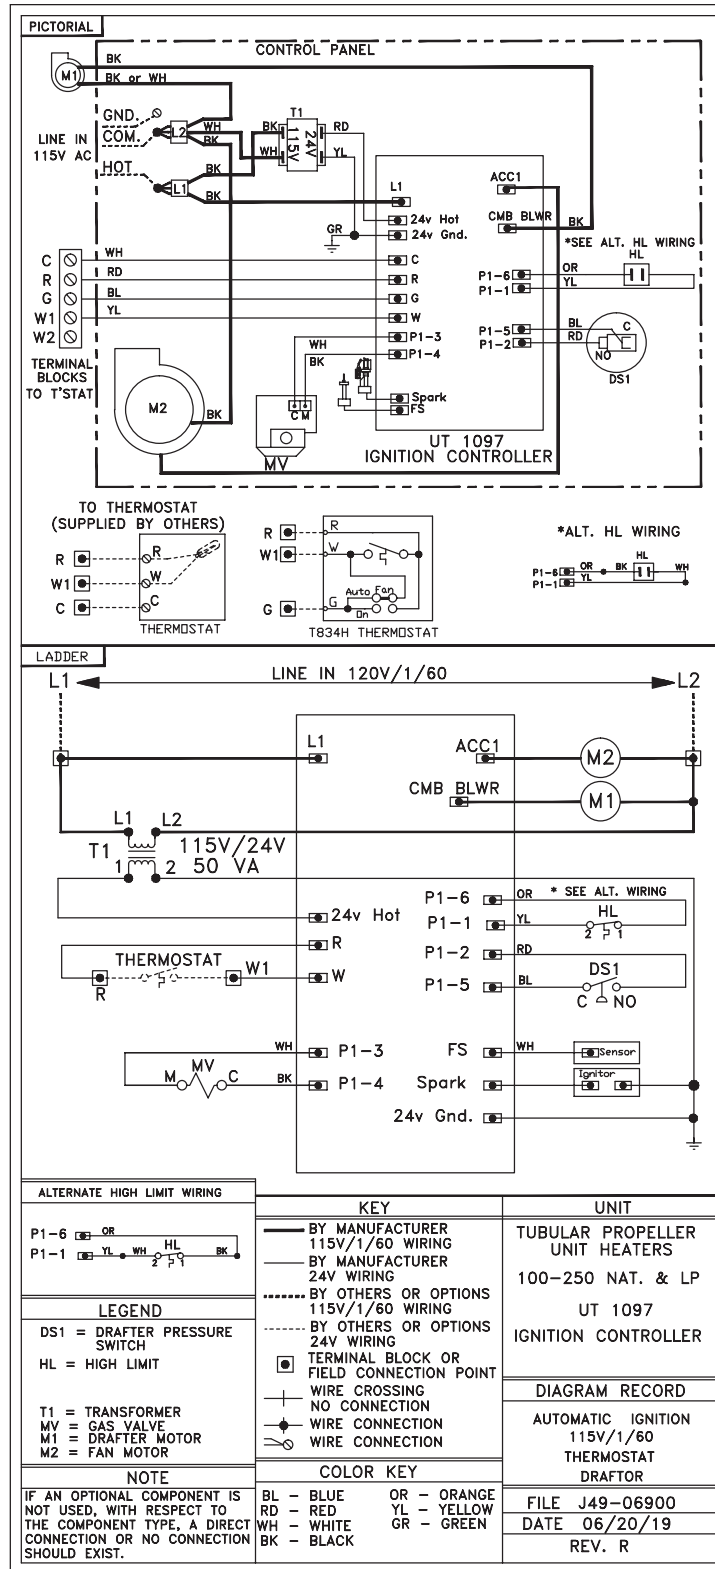 PICTORIAL
CONTROL PANEL
M1
BK
BK or WH
GND.
COM.
LINE IN
115V AC
HOT
L2
WH
BK
L1
BK
BK
T1
BK
WH
115V
24V
RD
YL
L1
ACC1
24v Hot
24v Gnd.
GR
CMB BLWR
BK
*SEE ALT. HL WIRING
HL
C
WH
C
R
RD
R
G
BL
G
W1
YL
W
W2
P1-6
OR
P1-1
YL
P1-5
BL
P1-2
RD
C
NO
DS1
P1-3
P1-4
WH
BK
TERMINAL
BLOCKS
TO T'STAT
M2
BK
C M
MV
Spark
FS
UT 1097
IGNITION CONTROLLER
TO THERMOSTAT
(SUPPLIED BY OTHERS)
R
R
W1
W
C
C
THERMOSTAT
R
R
W1
W
G
G
Auto Fan
On
T834H THERMOSTAT
*ALT. HL WIRING
P1-6
OR
BK
HL
WH
P1-1
YL
LADDER
L1
LINE IN 120V/1/60
L2
L1
ACC1
M2
CMB BLWR
M1
L1
L2
T1
115V/24V
50 VA
1
2
24v Hot
P1-6
OR
* SEE ALT. WIRING
P1-1
YL
HL
2 1
R
P1-2
RD
THERMOSTAT
W1
W
R
P1-5
BL
DS1
C
NO
WH
P1-3
FS
WH
Sensor
M
MV
C
BK
P1-4
Spark
Ignitor
24v Gnd.
ALTERNATE HIGH LIMIT WIRING
P1-6
OR
P1-1
YL
WH
HL
2 1
BK
LEGEND
DS1 = DRAFTER PRESSURE
SWITCH
HL = HIGH LIMIT
T1 = TRANSFORMER
MV = GAS VALVE
M1 = DRAFTER MOTOR
M2 = FAN MOTOR
NOTE
IF AN OPTIONAL COMPONENT IS
NOT USED, WITH RESPECT TO
THE COMPONENT TYPE, A DIRECT
CONNECTION OR NO CONNECTION
SHOULD EXIST.
KEY
BY MANUFACTURER
115V/1/60 WIRING
BY MANUFACTURER
24V WIRING
BY OTHERS OR OPTIONS
115V/1/60 WIRING
BY OTHERS OR OPTIONS
24V WIRING
TERMINAL BLOCK OR
FIELD CONNECTION POINT
WIRE CROSSING
NO CONNECTION
WIRE CONNECTION
WIRE CONNECTION
COLOR KEY
BL - BLUE
OR - ORANGE
RD - RED
YL - YELLOW
WH - WHITE
GR - GREEN
BK - BLACK
UNIT
TUBULAR PROPELLER
UNIT HEATERS
100-250 NAT. & LP
UT 1097
IGNITION CONTROLLER
DIAGRAM RECORD
AUTOMATIC IGNITION
115V/1/60
THERMOSTAT
DRAFTOR
FILE J49-06900
DATE 06/20/19
REV. R